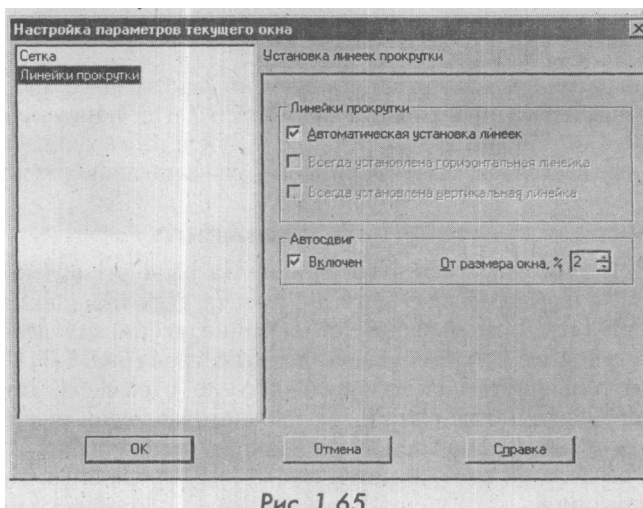 Настройка параметров текущего окна
Сетка
Линейки прокрутки
Установка линеек прокрутки
Линейки прокрутки
Автоматическая установка линеек
Всегда установлена горизонтальная линейка
Всегда установлена вертикальная линейка
Автосдвиг
Включен От размера окна, % 2
OK Отмена Справка
Рис. 1.65